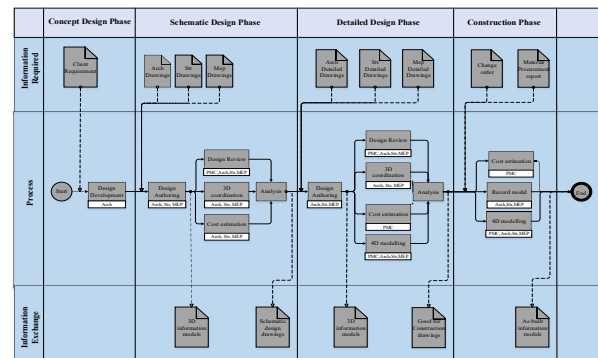 Concept Design Phase
Schematic Design Phase
Detailed Design Phase
Construction Phase
Information
Required
Client
Requirement
Arch
Drawings
Str
Drawings
Mep
Drawings
Arch
Detailed
Drawings
Str
Detailed
Drawings
Mep
Detailed
Drawings
Change
order
Material
Procurement
report
Process
Start
Design
Development
Arch
Design
Authoring
Arch, Str, MEP
Design Review
PMC,Arch,Str,MEP
3D
coordination
Arch, Str, MEP
Cost estimation
Arch, Str, MEP
Analysis
Design
Authoring
Arch,Str,MEP
Design Review
PMC,Arch,Str,MEP
3D
coordination
Arch, Str, MEP
Cost estimation
PMC
4D modelling
PMC,Arch,Str,MEP
Analysis
Cost estimation
PMC
Record model
Arch,Str,MEP
4D modelling
PMC,Arch,Str,MEP
End
Information
Exchange
3D
information
models
Schematic
design
drawings
3D
information
models
Good
Construction
drawings
As-built
information
models